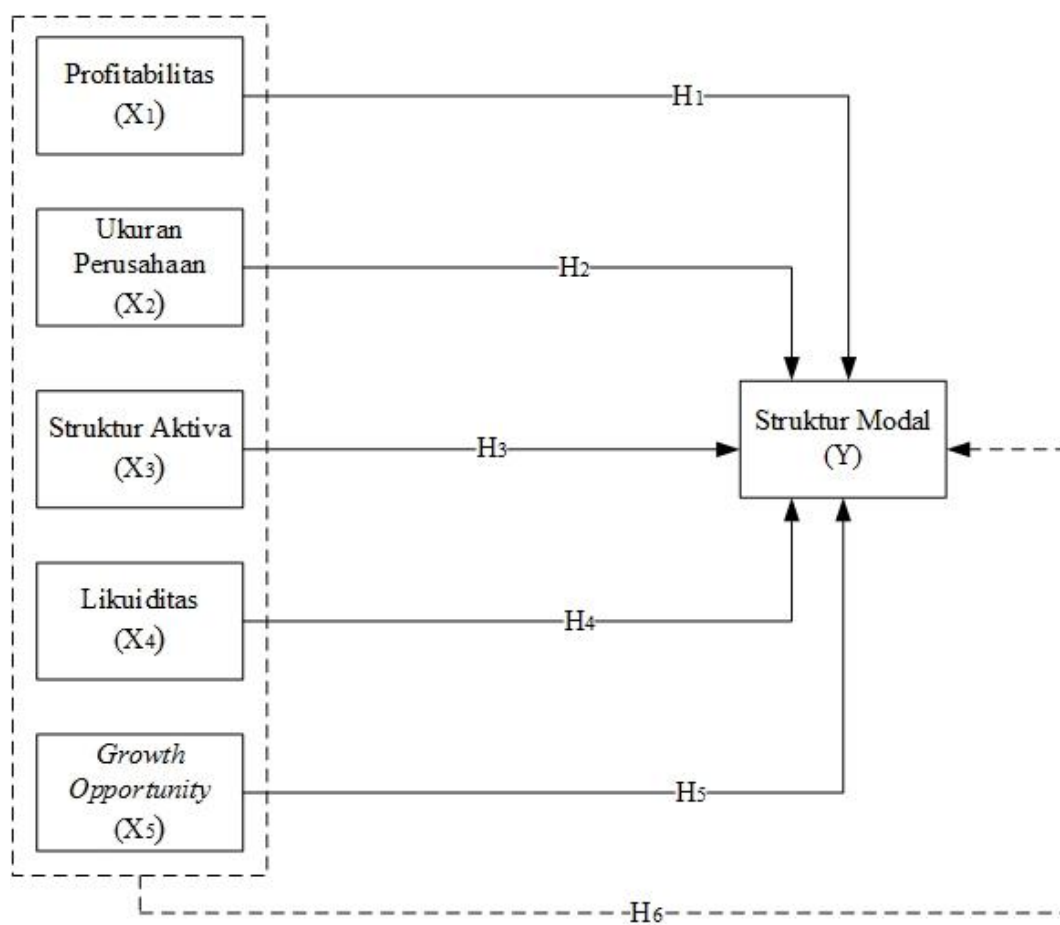 Profitabilitas
(X1)
H1
Ukuran
Perusahaan
(X2)
H2
Struktur Aktiva
(X3)
H3
Struktur Modal
(Y)
Likuiditas
(X4)
H4
Growth
Opportunity
(X5)
H5
H6